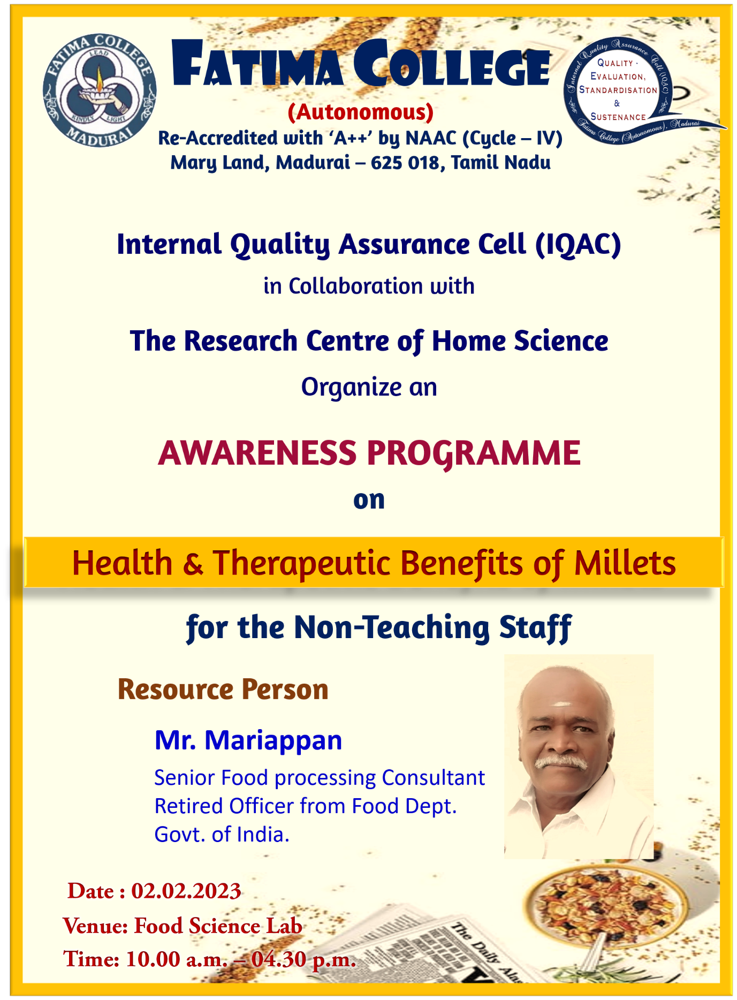 FATIMA COLLEGE
MADURAI
LEAD
KINDLY LIGHT
FATIMA COLLEGE
(Autonomous)
Re-Accredited with ‘A++’ by NAAC (Cycle – IV)
Mary Land, Madurai – 625 018, Tamil Nadu
Internal Quality Assurance Cell (IQAC)
QUALITY -
EVALUATION,
STANDARDISATION
&
SUSTENANCE
Fatima College (Autonomous), Madurai
Internal Quality Assurance Cell (IQAC)
in Collaboration with
The Research Centre of Home Science
Organize an
AWARENESS PROGRAMME
on
Health & Therapeutic Benefits of Millets
for the Non-Teaching Staff
Resource Person
Mr. Mariappan
Senior Food processing Consultant
Retired Officer from Food Dept.
Govt. of India.
Date : 02.02.2023
Venue: Food Science Lab
Time: 10.00 a.m. – 04.30 p.m.
The Daily